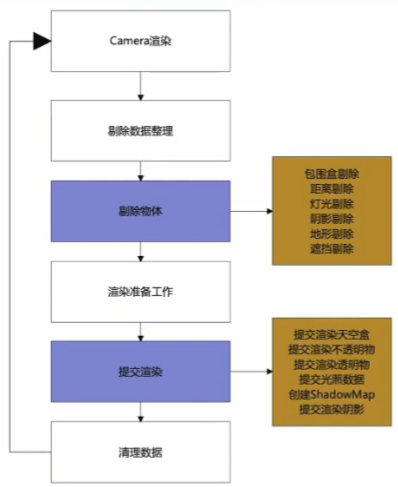 Camera渲染
剔除数据整理
剔除物体
包围盒剔除
距离剔除
灯光剔除
阴影剔除
地形剔除
遮挡剔除
渲染准备工作
提交渲染
提交渲染天空盒
提交渲染不透明物
提交渲染透明物
提交光照数据
创建ShadowMap
提交渲染阴影
清理数据